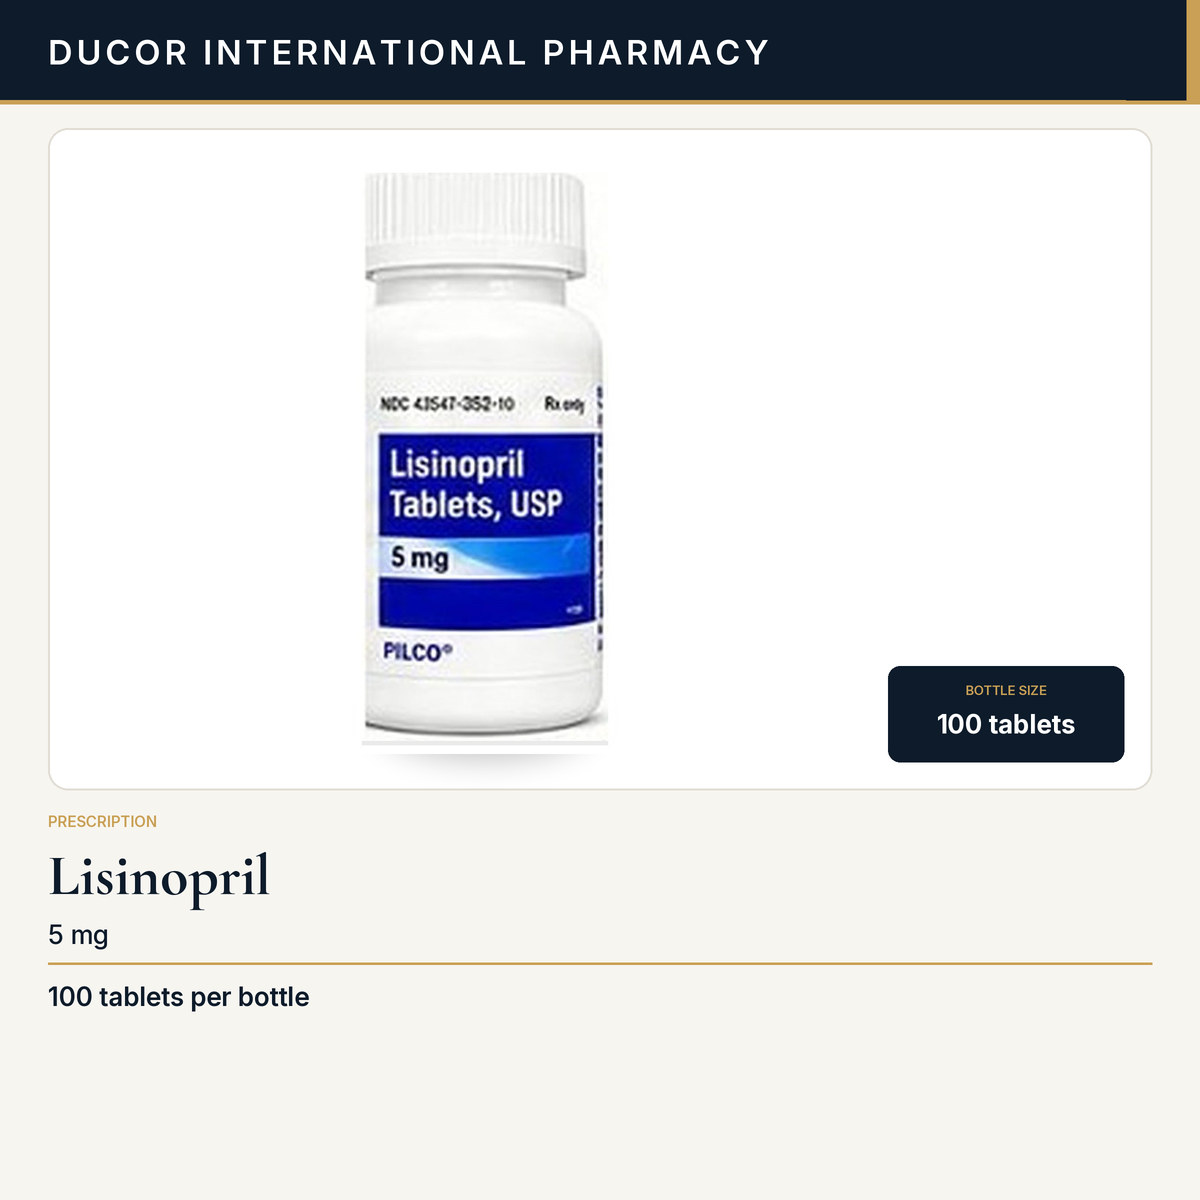 DUCOR INTERNATIONAL PHARMACY
NDC 43547-352-10 Rx only
Lisinopril
Tablets, USP
5 mg
PILCO®
BOTTLE SIZE
100 tablets
PRESCRIPTION
Lisinopril
5 mg
100 tablets per bottle